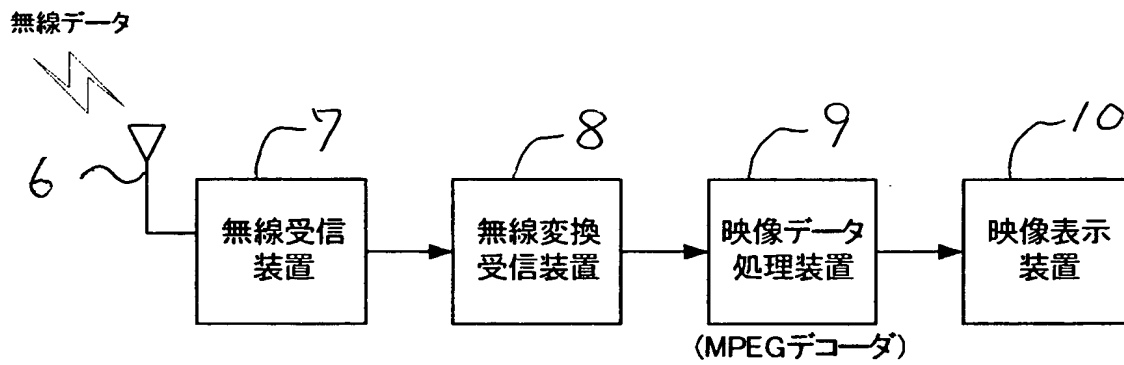 無線データ
6
7
8
9
10
無線受信
装置
無線変換
受信装置
映像データ
処理装置
映像表示
装置
(MPEGデコーダ)